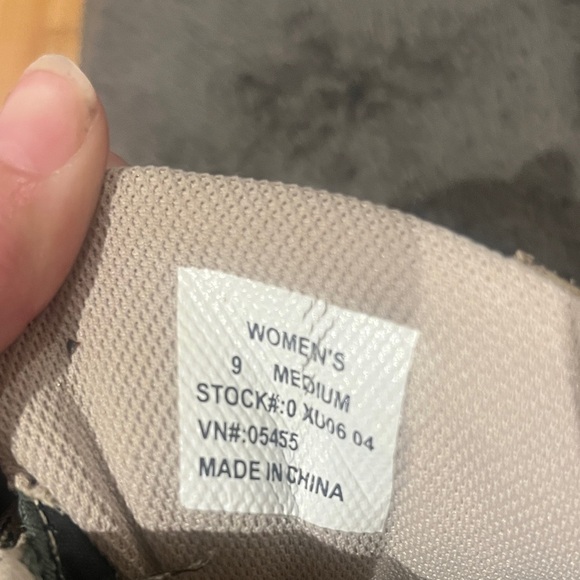 WOMEN'S
9 MEDIUM
STOCK#:0 XU06 04
VN#:05455
MADE IN CHINA